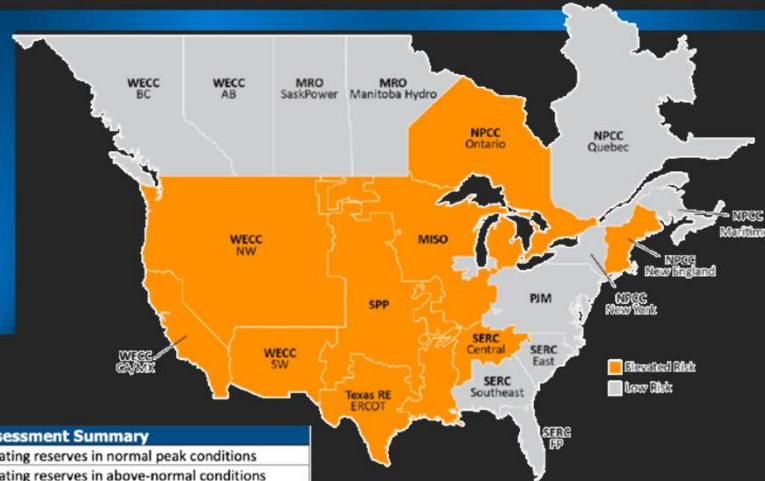 WECC
BC
WECC
AB
MRO
SaskPower
MRO
Manitoba Hydro
NPCC
Ontario
NPCC
Quebec
NPCC
Maritime
NPCC
New England
NPCC
New York
WECC
NW
MISO
SPP
PJM
WECC
CA/MX
WECC
SW
SERC
Central
SERC
East
SERC
Southeast
Texas RE
ERCOT
SERC
FP
Elevated Risk
Low Risk
sessment Summary
ating reserves in normal peak conditions
ating reserves in above-normal conditions